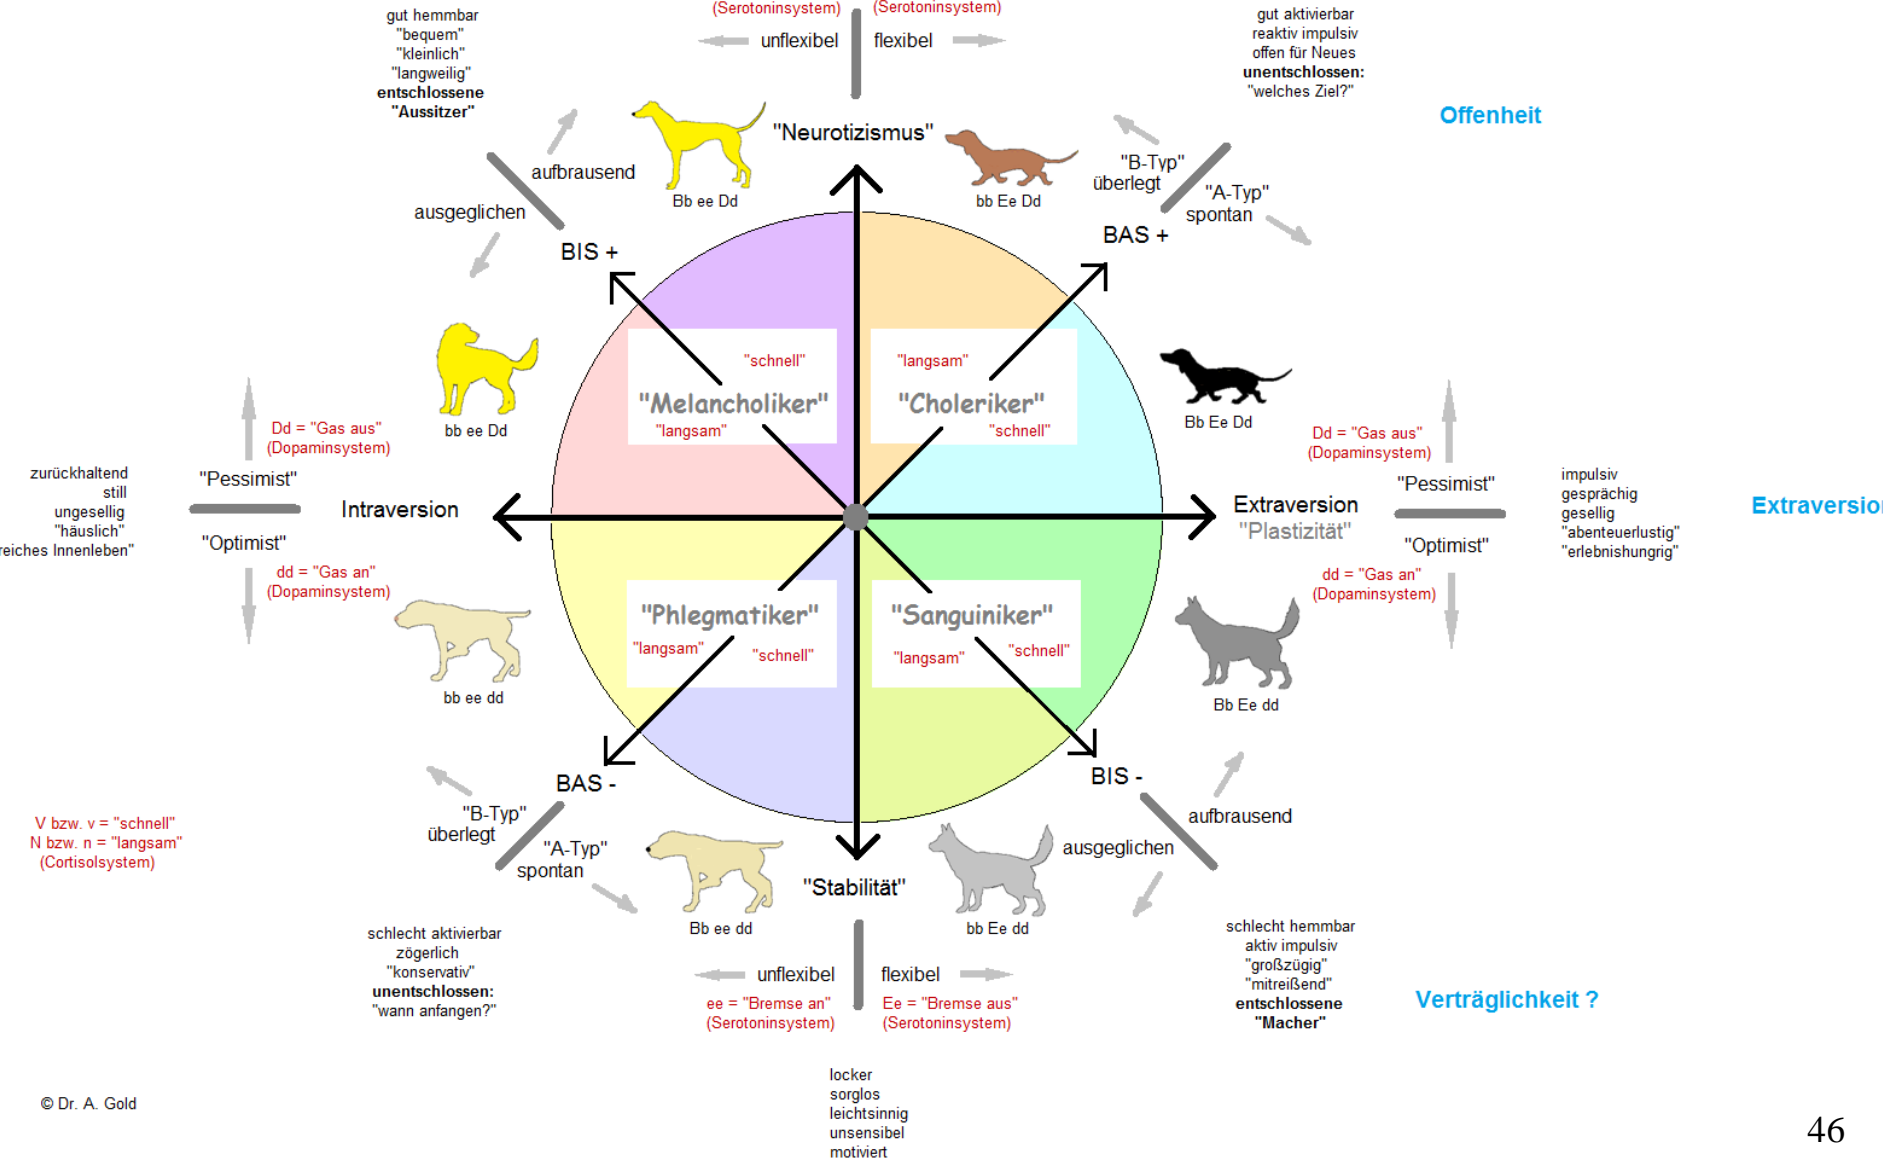 (Serotoninsystem)
(Serotoninsystem)
unflexibel
flexibel
gut hemmbar
"bequem"
"kleinlich"
"langweilig"
entschlossene
"Aussitzer"
gut aktivierbar
reaktiv impulsiv
offen für Neues
unentschlossen:
"welches Ziel?"
Offenheit
"Neurotizismus"
aufbrausend
ausgeglichen
BIS +
Bb ee Dd
bb Ee Dd
"B-Typ"
überlegt
"A-Typ"
spontan
BAS +
"schnell"
"Melancholiker"
"langsam"
"langsam"
"Choleriker"
"schnell"
bb ee Dd
Bb Ee Dd
Dd = "Gas aus"
(Dopaminsystem)
"Pessimist"
"Optimist"
dd = "Gas an"
(Dopaminsystem)
zurückhaltend
still
ungesellig
"häuslich"
reiches Innenleben"
Intraversion
Extraversion
"Plastizität"
Dd = "Gas aus"
(Dopaminsystem)
"Pessimist"
"Optimist"
dd = "Gas an"
(Dopaminsystem)
impulsiv
gesprächig
gesellig
"abenteuerlustig"
"erlebnishungrig"
Extraversion
"Phlegmatiker"
"langsam"
"schnell"
"Sanguiniker"
"langsam"
"schnell"
bb ee dd
Bb Ee dd
BAS -
BIS -
"B-Typ"
überlegt
"A-Typ"
spontan
aufbrausend
ausgeglichen
V bzw. v = "schnell"
N bzw. n = "langsam"
(Cortisolsystem)
"Stabilität"
Bb ee dd
bb Ee dd
schlecht aktivierbar
zögerlich
"konservativ"
unentschlossen:
"wann anfangen?"
unflexibel
flexibel
ee = "Bremse an"
(Serotoninsystem)
Ee = "Bremse aus"
(Serotoninsystem)
schlecht hemmbar
aktiv impulsiv
"großzügig"
"mitreißend"
entschlossene
"Macher"
Verträglichkeit ?
locker
sorglos
leichtsinnig
unsensibel
motiviert
© Dr. A. Gold
46